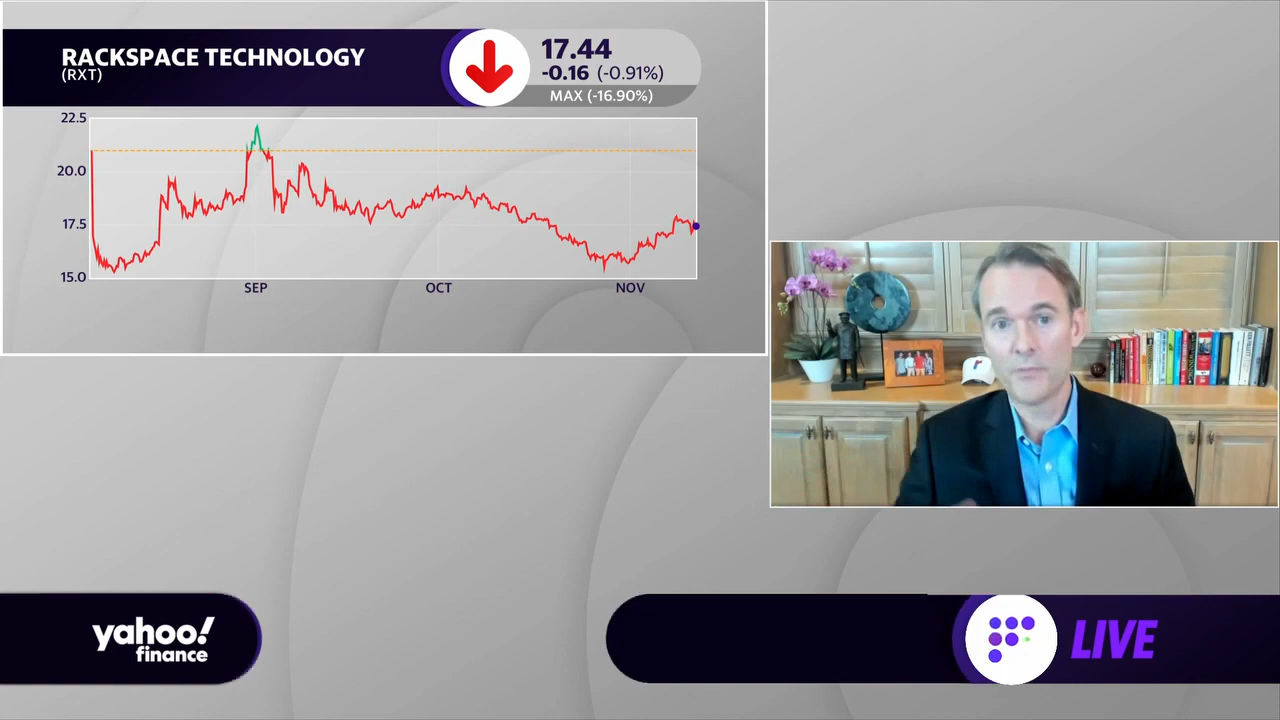 RACKSPACE TECHNOLOGY
(RXT)
17.44
-0.16 (-0.91%)
MAX (-16.90%)
22.5
20.0
17.5
15.0
SEP
OCT
NOV
yahoo!
finance
LIVE